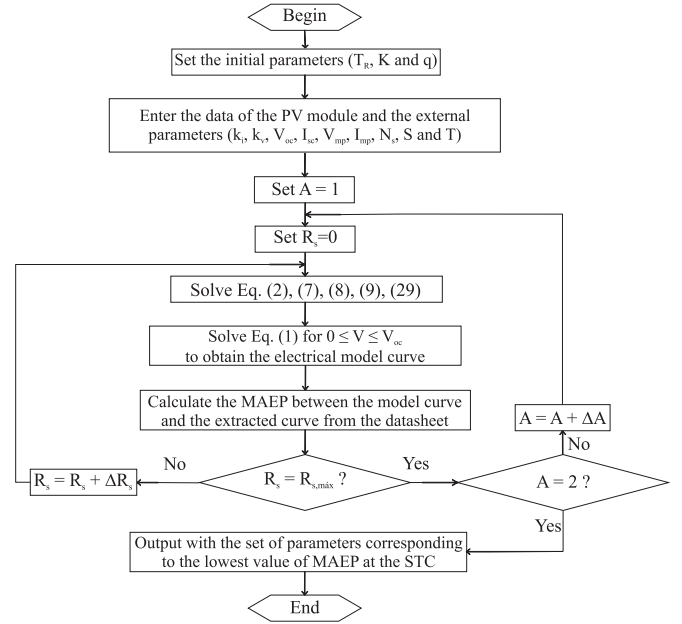 Begin
Set the initial parameters (T_R, K and q)
Enter the data of the PV module and the external
parameters (k_i, k_v, V_oc, I_sc, V_mp, I_mp, N_s, S and T)
Set A = 1
Set R_s=0
Solve Eq. (2), (7), (8), (9), (29)
Solve Eq. (1) for 0 ≤ V ≤ V_oc
to obtain the electrical model curve
Calculate the MAEP between the model curve
and the extracted curve from the datasheet
A = A + ΔA
No
No
Yes
R_s = R_s + ΔR_s
R_s = R_s,máx ?
A = 2 ?
Yes
Output with the set of parameters corresponding
to the lowest value of MAEP at the STC
End